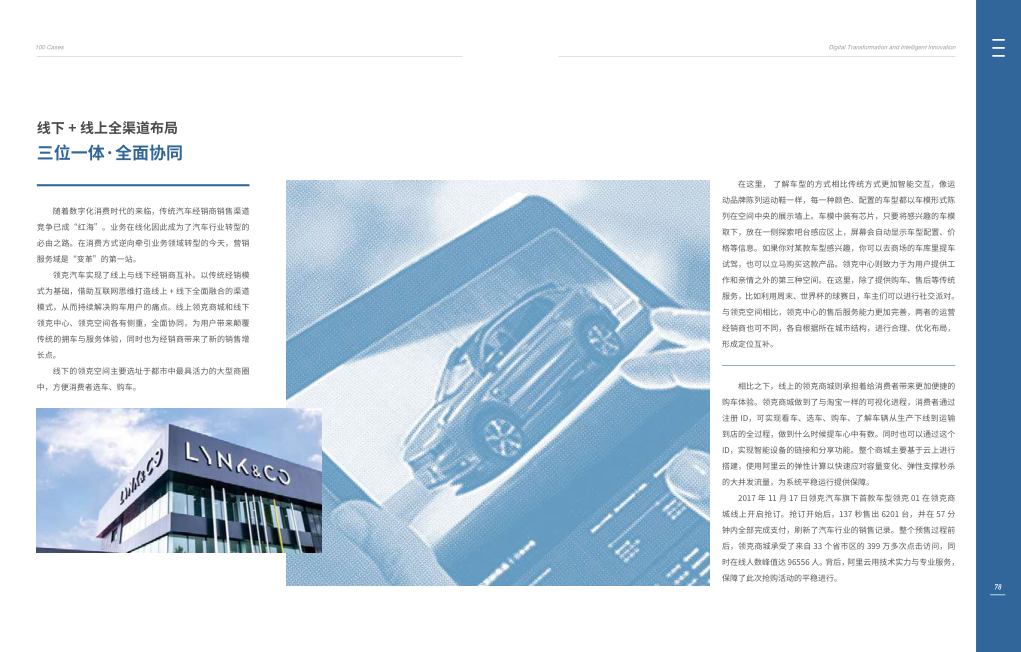 100 Cases
Digital Transformation and Intelligent Innovation
线下 + 线上全渠道布局
三位一体·全面协同
随着数字化消费时代的来临，传统汽车经销商销售渠道
竞争已成“红海”。业务在线化因此成为了汽车行业转型的
必由之路。在消费方式逆向牵引业务领域转型的今天，营销
服务域是“变革”的第一站。
领克汽车实现了线上与线下经销商互补。以传统经销模
式为基础，借助互联网思维打造线上 + 线下全面融合的渠道
模式，从而持续解决购车用户的痛点。线上领克商城和线下
领克中心、领克空间各有侧重，全面协同，为用户带来颠覆
传统的拥车与服务体验，同时也为经销商带来了新的销售增
长点。
线下的领克空间主要选址于都市中最具活力的大型商圈
中，方便消费者选车、购车。
LYNK&CO
LYNK&CO
在这里， 了解车型的方式相比传统方式更加智能交互，像运
动品牌陈列运动鞋一样，每一种颜色、配置的车型都以车模形式陈
列在空间中央的展示墙上。车模中装有芯片，只要将感兴趣的车模
取下，放在一侧探索吧台感应区上，屏幕会自动显示车型配置、价
格等信息。如果你对某款车型感兴趣，你可以去商场的车库里提车
试驾，也可以立马购买这款产品。领克中心则致力于为用户提供工
作和亲情之外的第三种空间。在这里，除了提供购车、售后等传统
服务，比如利用周末、世界杯的球赛日，车主们可以进行社交派对。
与领克空间相比，领克中心的售后服务能力更加完善，两者的运营
经销商也可不同，各自根据所在城市结构，进行合理、优化布局，
形成定位互补。
相比之下，线上的领克商城则承担着给消费者带来更加便捷的
购车体验。领克商城做到了与淘宝一样的可视化进程，消费者通过
注册 ID，可实现看车、选车、购车、了解车辆从生产下线到运输
到店的全过程，做到什么时候提车心中有数。同时也可以通过这个
ID，实现智能设备的链接和分享功能。整个商城主要基于云上进行
搭建，使用阿里云的弹性计算以快速应对容量变化、弹性支撑秒杀
的大并发流量，为系统平稳运行提供保障。
2017 年 11 月 17 日领克汽车旗下首款车型领克 01 在领克商
城线上开启抢订。抢订开始后，137 秒售出 6201 台，并在 57 分
钟内全部完成支付，刷新了汽车行业的销售记录。整个预售过程前
后，领克商城承受了来自 33 个省市区的 399 万多次点击访问，同
时在线人数峰值达 96556 人。背后，阿里云用技术实力与专业服务，
保障了此次抢购活动的平稳进行。
78